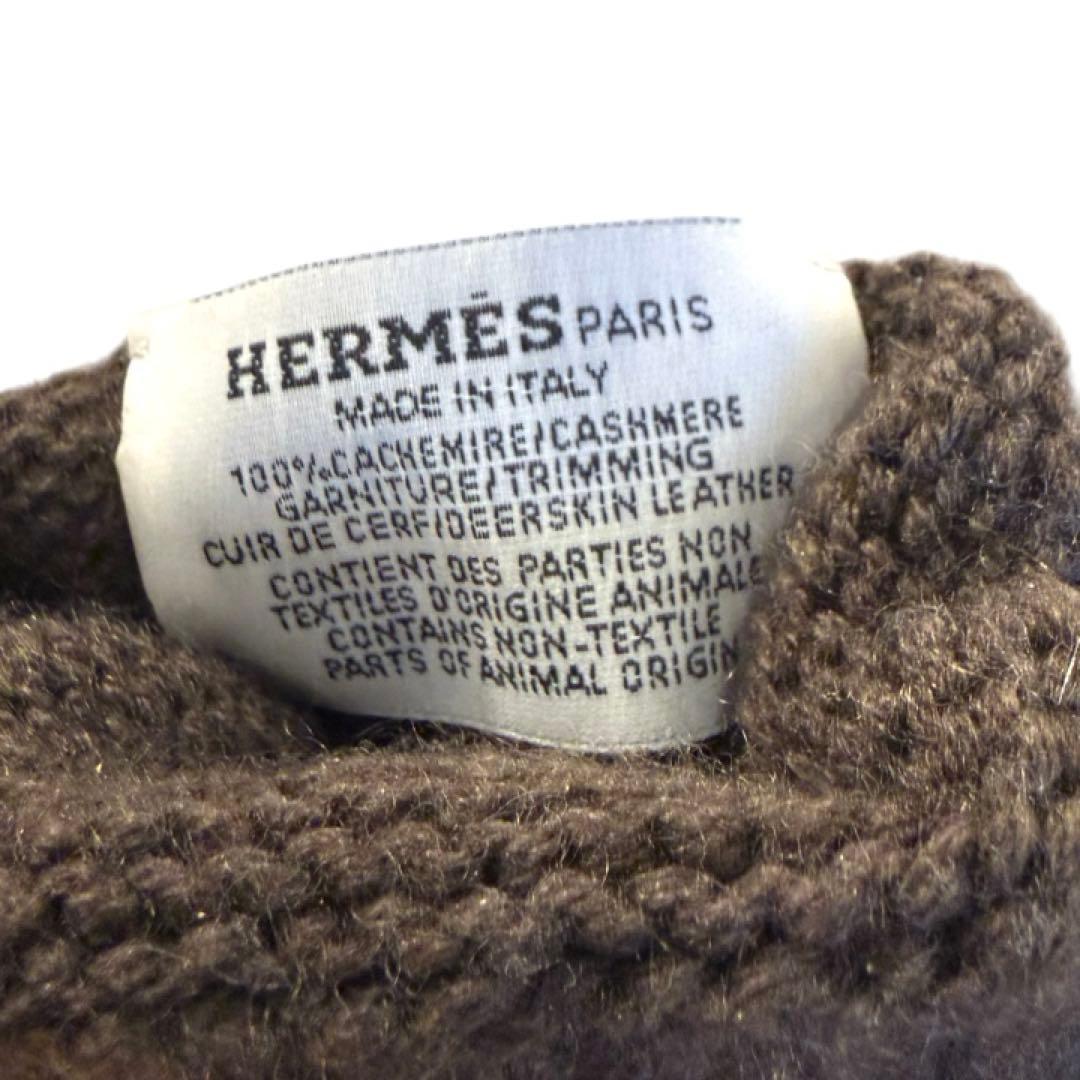 HERMĒS PARIS
MADE IN ITALY
100%CACHEMIRE/CASHMERE
GARNITURE/TRIMMING
CUIR DE CERF/DEERSKIN LEATHER
CONTIENT DES PARTIES NON
TEXTILES D'ORIGINE ANIMALE
CONTAINS NON-TEXTILE
PARTS OF ANIMAL ORIGIN